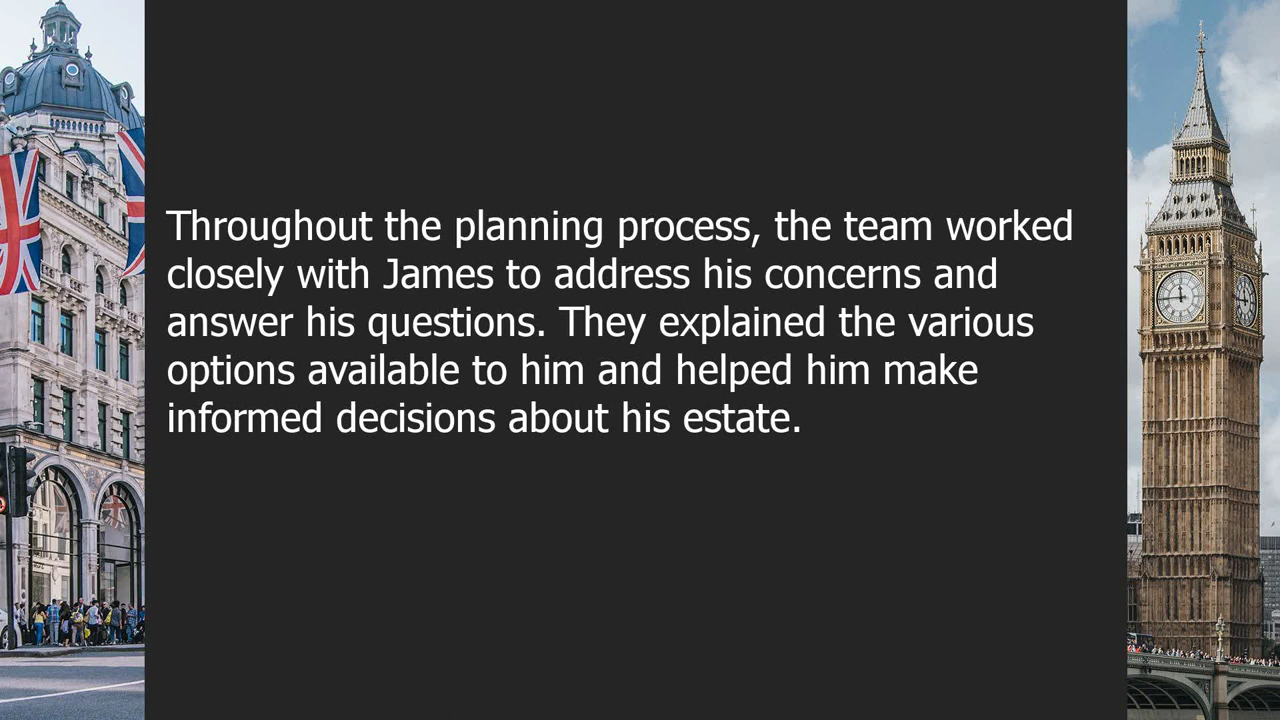 Throughout the planning process, the team worked
closely with James to address his concerns and
answer his questions. They explained the various
options available to him and helped him make
informed decisions about his estate.